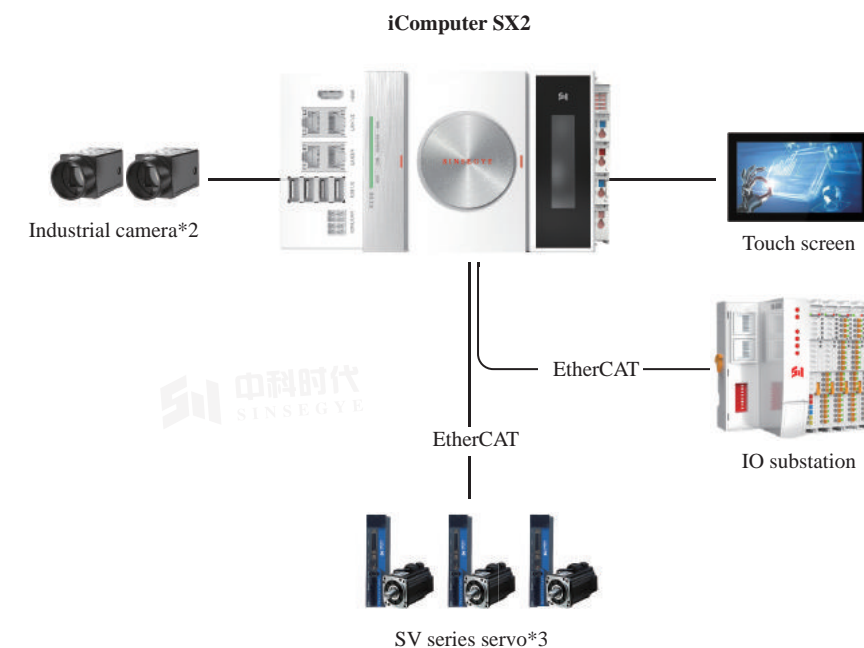 iComputer SX2
SINSEGYE
Industrial camera*2
Touch screen
EtherCAT
中科时代
SINSEGYE
EtherCAT
IO substation
SV series servo*3